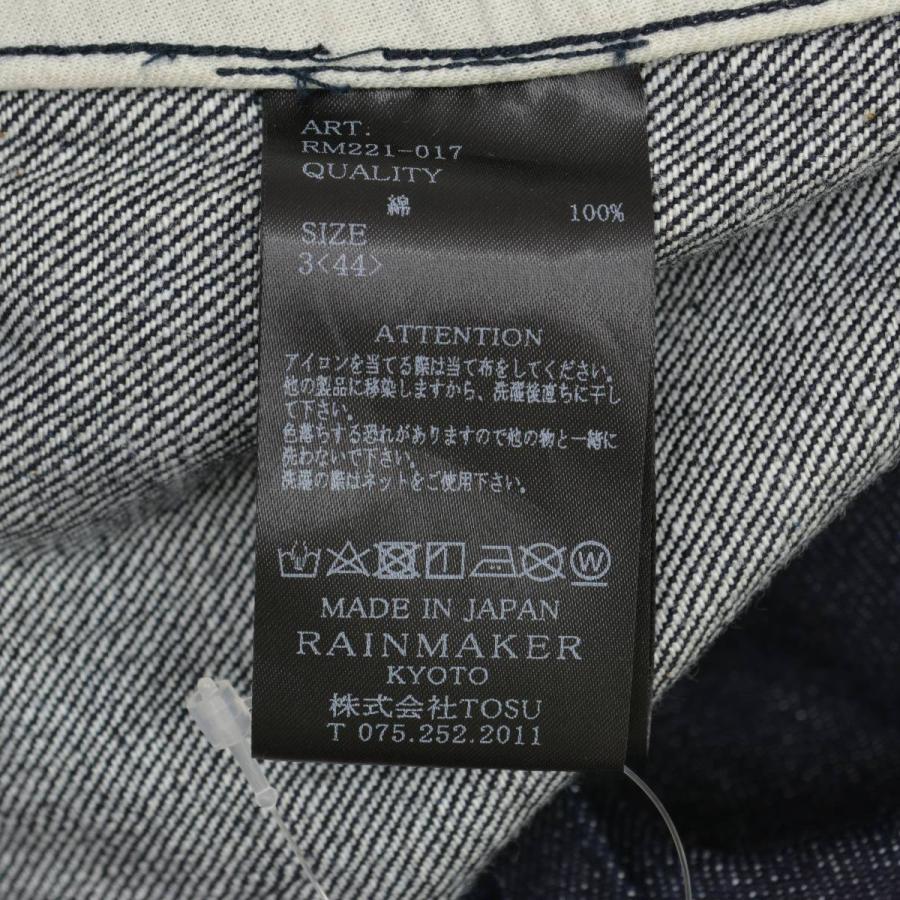 ART.
RM221-017
QUALITY
綿 100%
SIZE
3<44>
ATTENTION
アイロンを当てる際は当て布をしてください。
他の製品に移染しますから、洗濯後直ちに干し
て下さい。
色落ちする恐れがありますので他の物と一緒に
洗わないで下さい。
洗濯の際はネットをご使用下さい。
W
MADE IN JAPAN
RAINMAKER
KYOTO
株式会社TOSU
T 075.252.2011